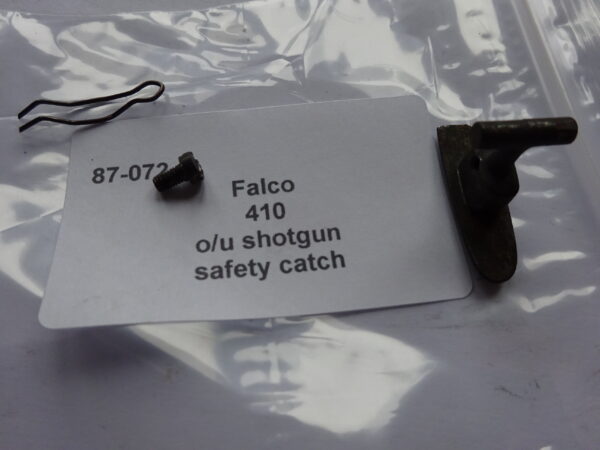 87-072
Falco
410
o/u shotgun
safety catch